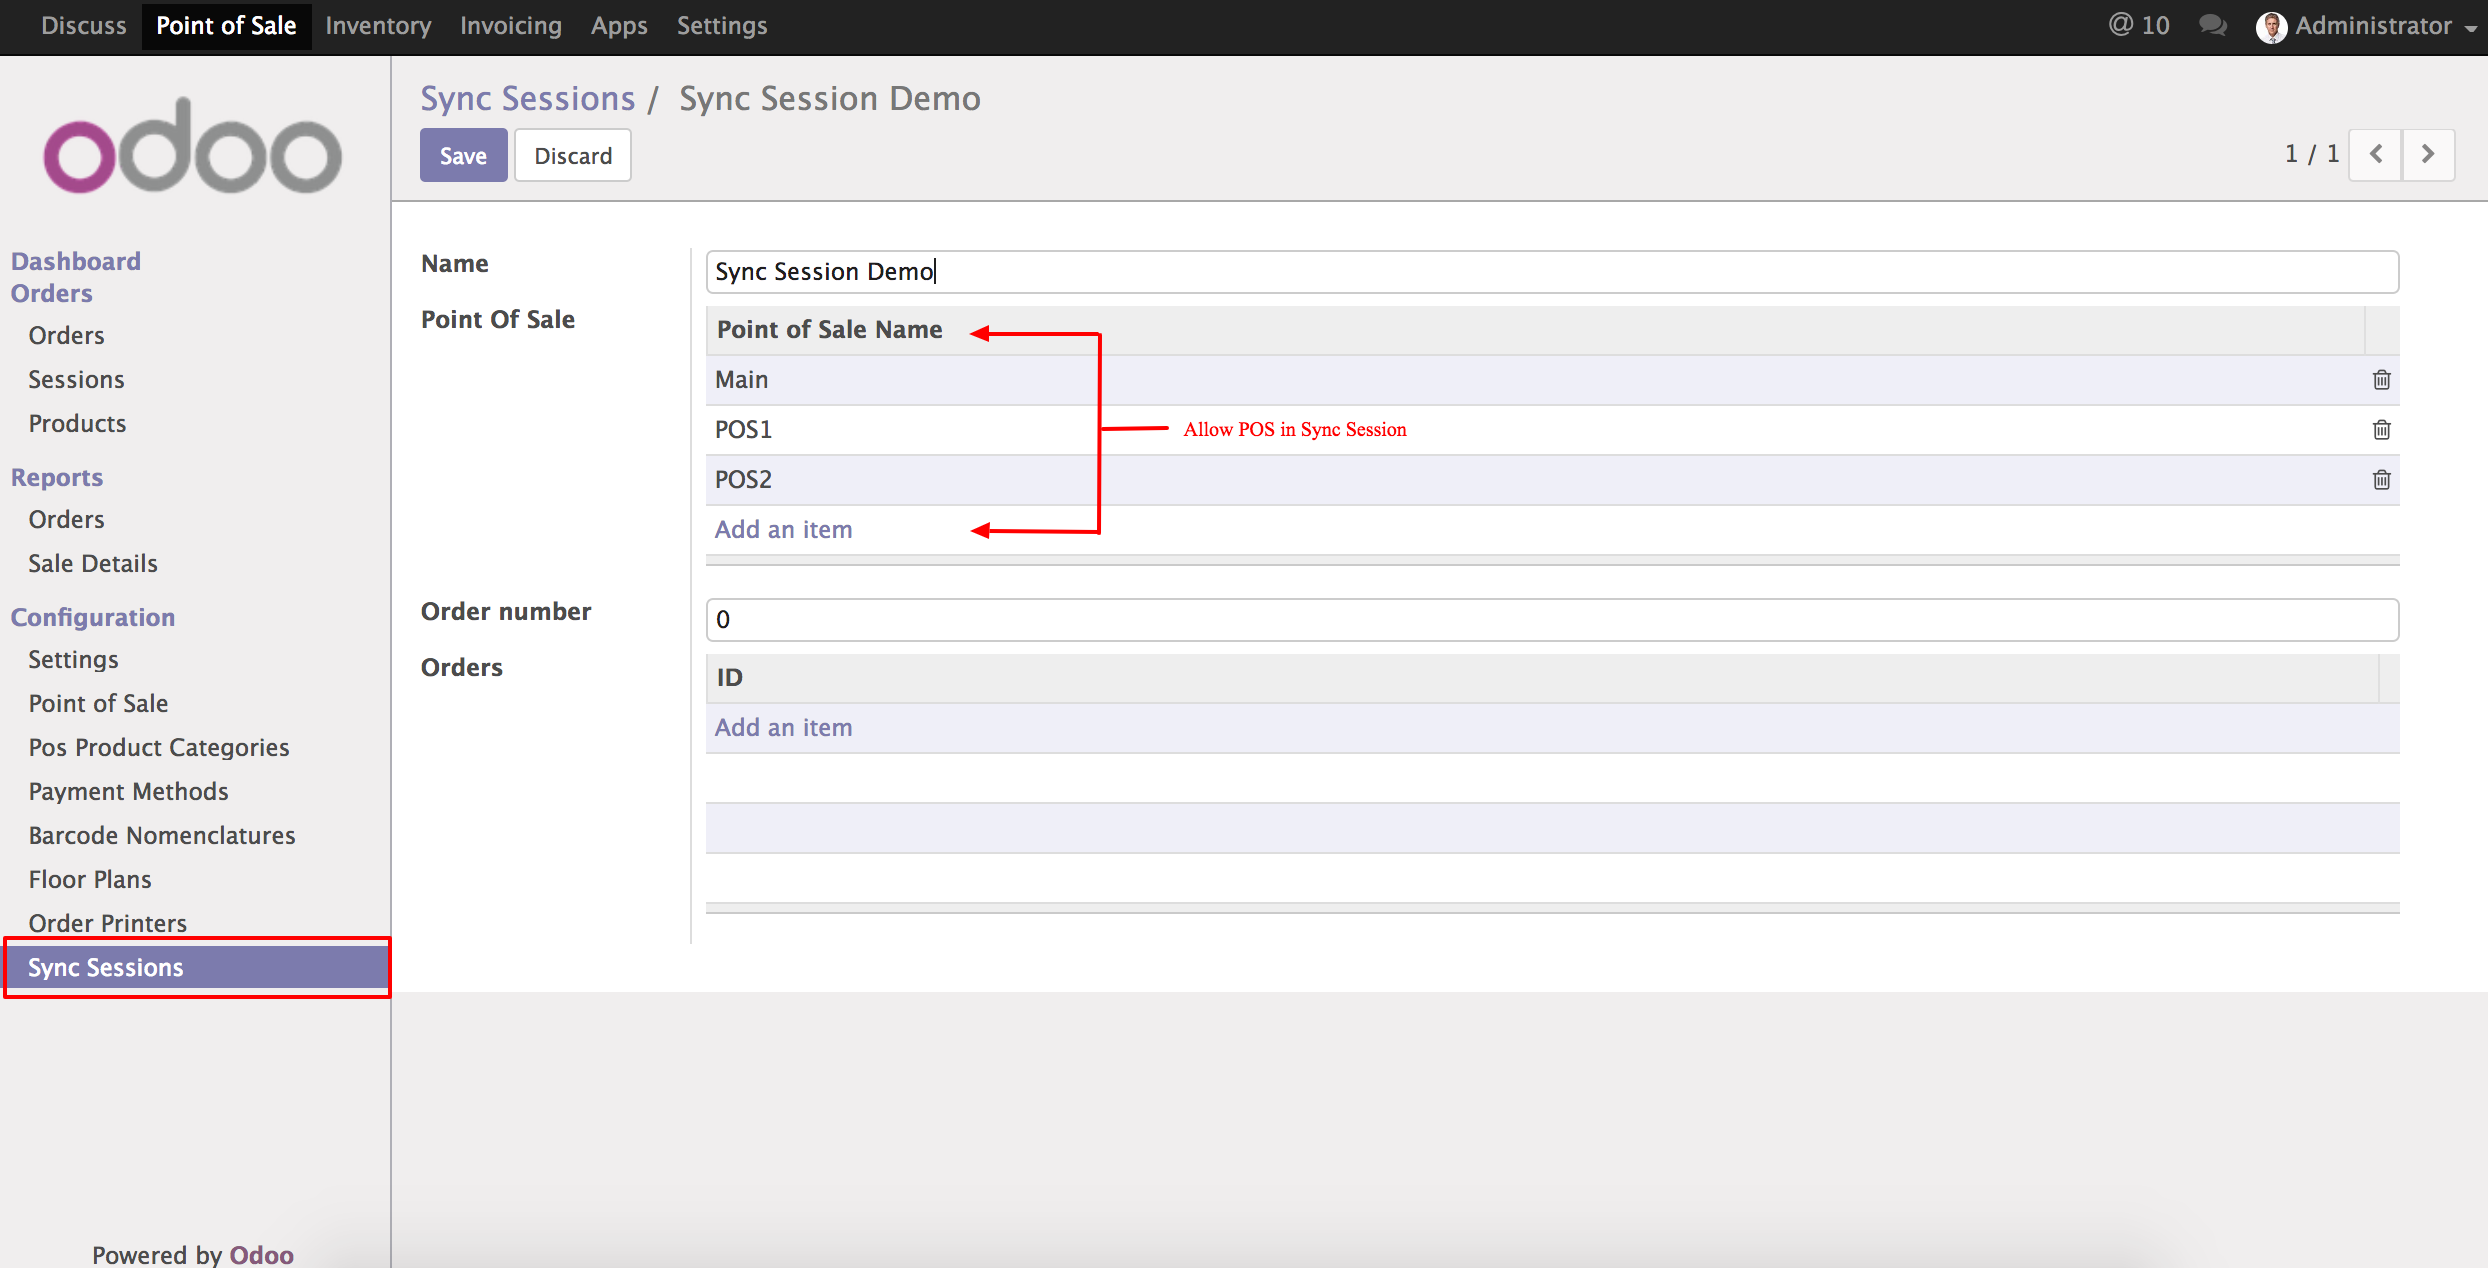 Discuss Point of Sale Inventory Invoicing Apps Settings @ 10 Administrator
odoo
Sync Sessions / Sync Session Demo
Save Discard 1 / 1
Dashboard
Orders
Orders
Sessions
Products
Reports
Orders
Sale Details
Configuration
Settings
Point of Sale
Pos Product Categories
Payment Methods
Barcode Nomenclatures
Floor Plans
Order Printers
Sync Sessions
Powered by Odoo
Name Sync Session Demo
Point Of Sale Point of Sale Name
Main
POS1 Allow POS in Sync Session
POS2
Add an item
Order number 0
Orders ID
Add an item